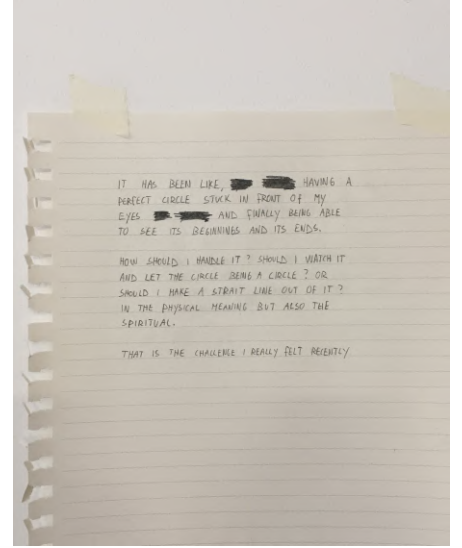 IT HAS BEEN LIKE, HAVING A
PERFECT CIRCLE STUCK IN FRONT OF MY
EYES AND FINALLY BEING ABLE
TO SEE ITS BEGINNINGS AND ITS ENDS.
HOW SHOULD I HANDLE IT? SHOULD I WATCH IT
AND LET THE CIRCLE BEING A CIRCLE? OR
SHOULD I MAKE A STRAIT LINE OUT OF IT?
IN THE PHYSICAL MEANING BUT ALSO THE
SPIRITUAL.
THAT IS THE CHALLENGE I REALLY FELT RECENTLY